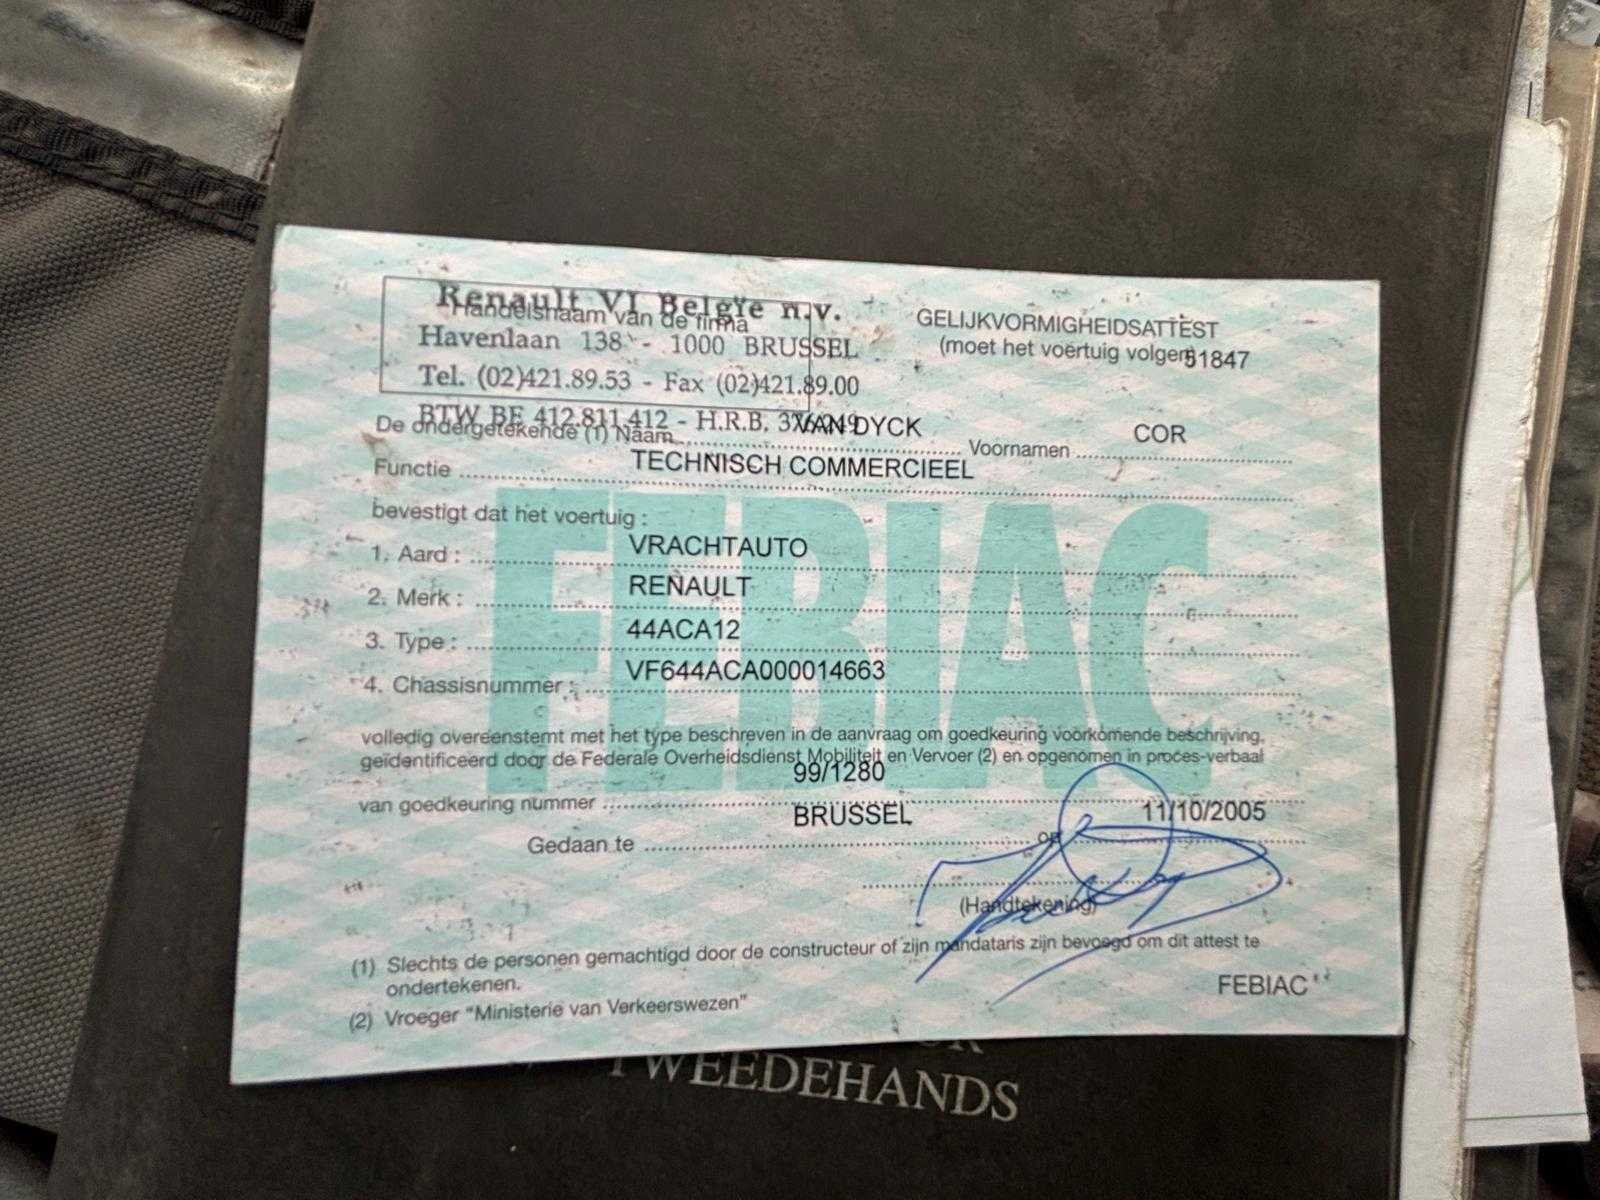 Renault VI Belgïe n.v.
Handelsnaam van de firma
Havenlaan 138 - 1000 BRUSSEL
Tel. (02)421.89.53 - Fax (02)421.89.00
BTW BE 412.811.412 - H.R.B.
GELIJKVORMIGHEIDSATTEST
(moet het voertuig volgen) 51847
De ondergetekende (1) Naam VAN DYCK Voornamen COR
Functie TECHNISCH COMMERCIEEL
bevestigt dat het voertuig :
1. Aard : VRACHTAUTO
2. Merk : RENAULT
3. Type : 44ACA12
4. Chassisnummer : VF644ACA000014663
FEBIAC
volledig overeenstemt met het type beschreven in de aanvraag om goedkeuring voorkomende beschrijving,
geïdentificeerd door de Federale Overheidsdienst Mobiliteit en Vervoer (2) en opgenomen in proces-verbaal
van goedkeuring nummer 99/1280
Gedaan te BRUSSEL op 11/10/2005
(Handtekening)
(1) Slechts de personen gemachtigd door de constructeur of zijn mandataris zijn bevoegd om dit attest te
ondertekenen.
(2) Vroeger "Ministerie van Verkeerswezen"
FEBIAC
TWEEDEHANDS